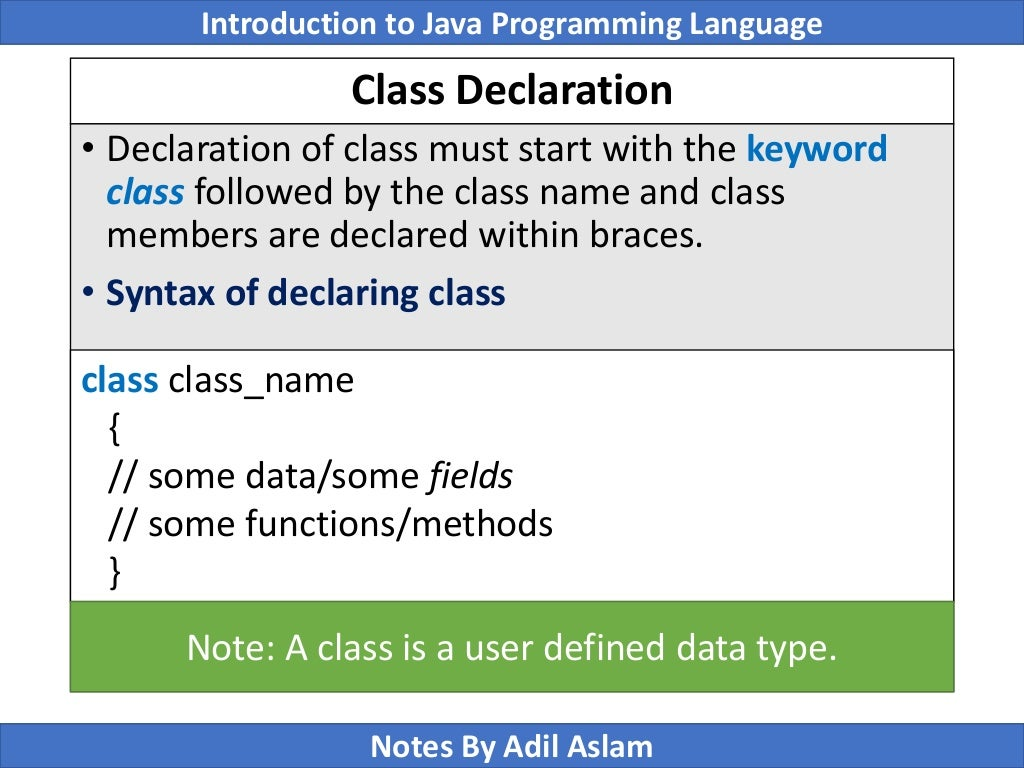 Introduction to Java Programming Language
Class Declaration
• Declaration of class must start with the keyword
class followed by the class name and class
members are declared within braces.
• Syntax of declaring class
class class_name
{
// some data/some fields
// some functions/methods
}
Note: A class is a user defined data type.
Notes By Adil Aslam